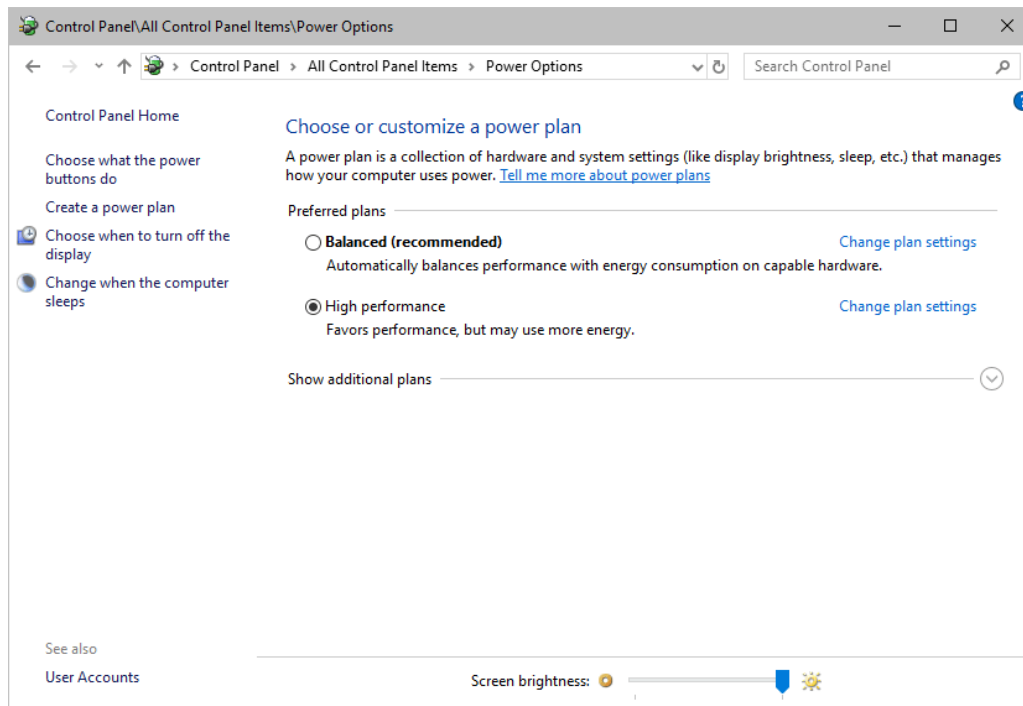 Control Panel\All Control Panel Items\Power Options
Control Panel > All Control Panel Items > Power Options
Search Control Panel
Control Panel Home
Choose what the power
buttons do
Create a power plan
Choose when to turn off the
display
Change when the computer
sleeps
Choose or customize a power plan
A power plan is a collection of hardware and system settings (like display brightness, sleep, etc.) that manages
how your computer uses power. Tell me more about power plans
Preferred plans
Balanced (recommended) Change plan settings
Automatically balances performance with energy consumption on capable hardware.
High performance Change plan settings
Favors performance, but may use more energy.
Show additional plans
See also
User Accounts
Screen brightness: